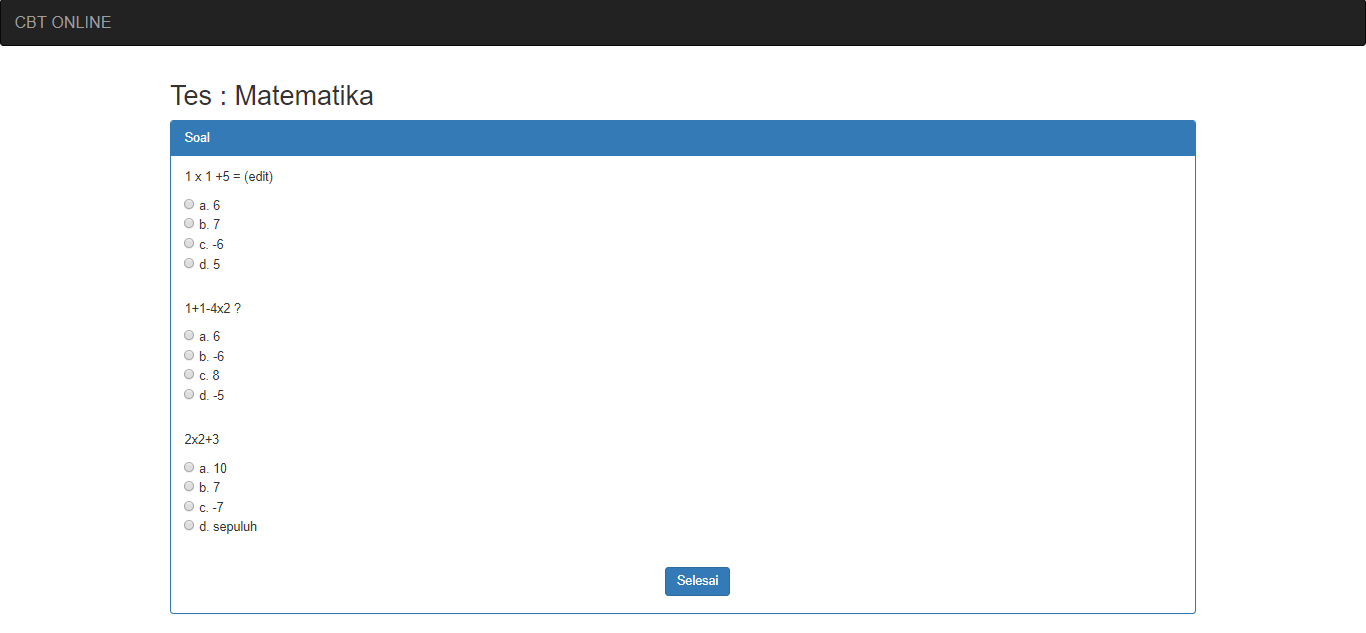 CBT ONLINE
Tes : Matematika
Soal
1 x 1 +5 = (edit)
a. 6
b. 7
c. -6
d. 5
1+1-4x2 ?
a. 6
b. -6
c. 8
d. -5
2x2+3
a. 10
b. 7
c. -7
d. sepuluh
Selesai